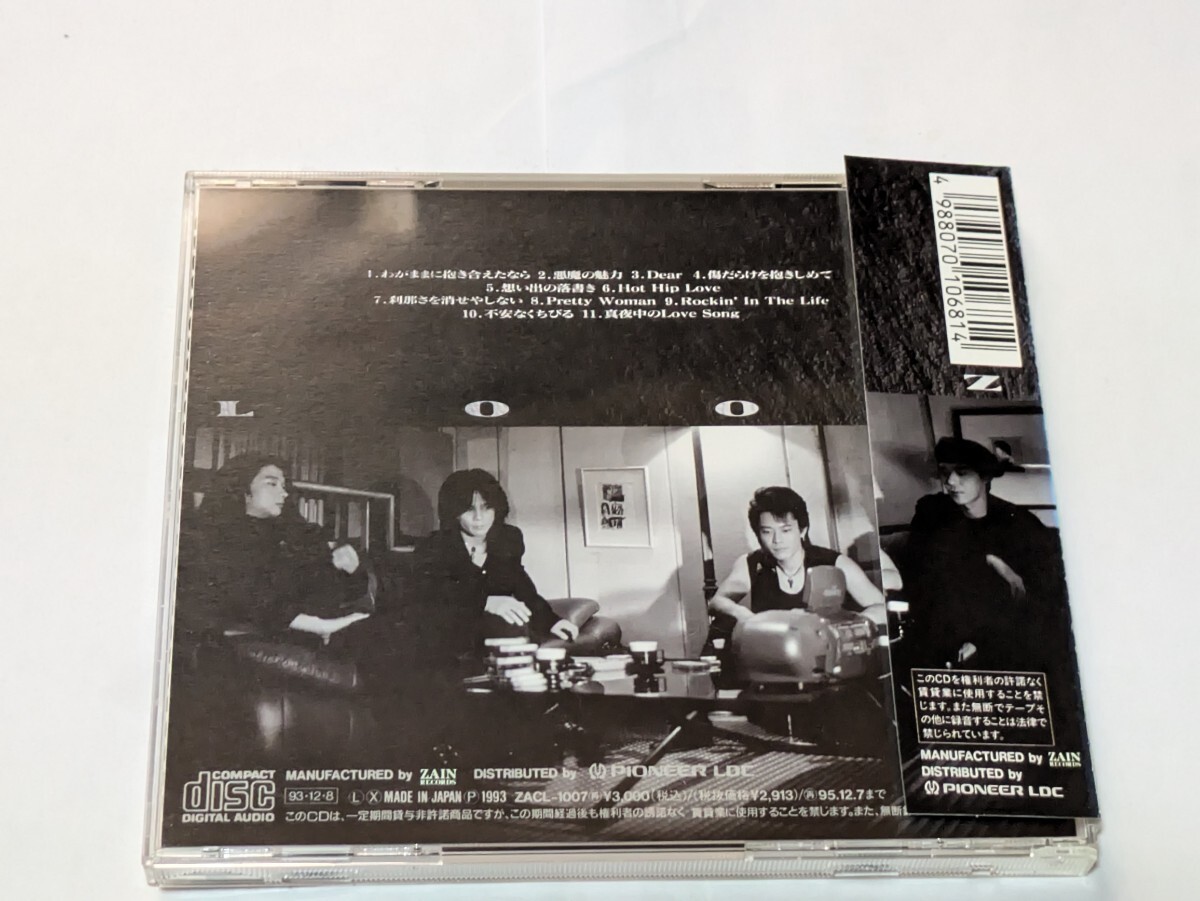 1.わがままに抱き合えたなら 2.悪魔の魅力 3.Dear 4.傷だらけを抱きしめて
5.想い出の落書き 6.Hot Hip Love
7.刹那さを消せやしない 8.Pretty Woman 9.Rockin' In The Life
10.不安なくちびる 11.真夜中のLove Song
L O O Z
4 988070 106814
このCDを権利者の許諾なく
賃貸業に使用することを禁
じます。また無断でテープそ
の他に録音することは法律で
禁じられています。
MANUFACTURED by ZAIN RECORDS
DISTRIBUTED by
PIONEER LDC
COMPACT
disc
DIGITAL AUDIO
MANUFACTURED by ZAIN RECORDS DISTRIBUTED by PIONEER LDC
93・12・8 Ⓛ Ⓧ MADE IN JAPAN Ⓟ 1993 ZACL-1007 ¥3,000(税込)/(税抜価格¥2,913)/ 95.12.7まで
このCDは、一定期間貸与非許諾商品ですが、この期間経過後も権利者の許諾なく 賃貸業に使用することを禁じます。また、無断